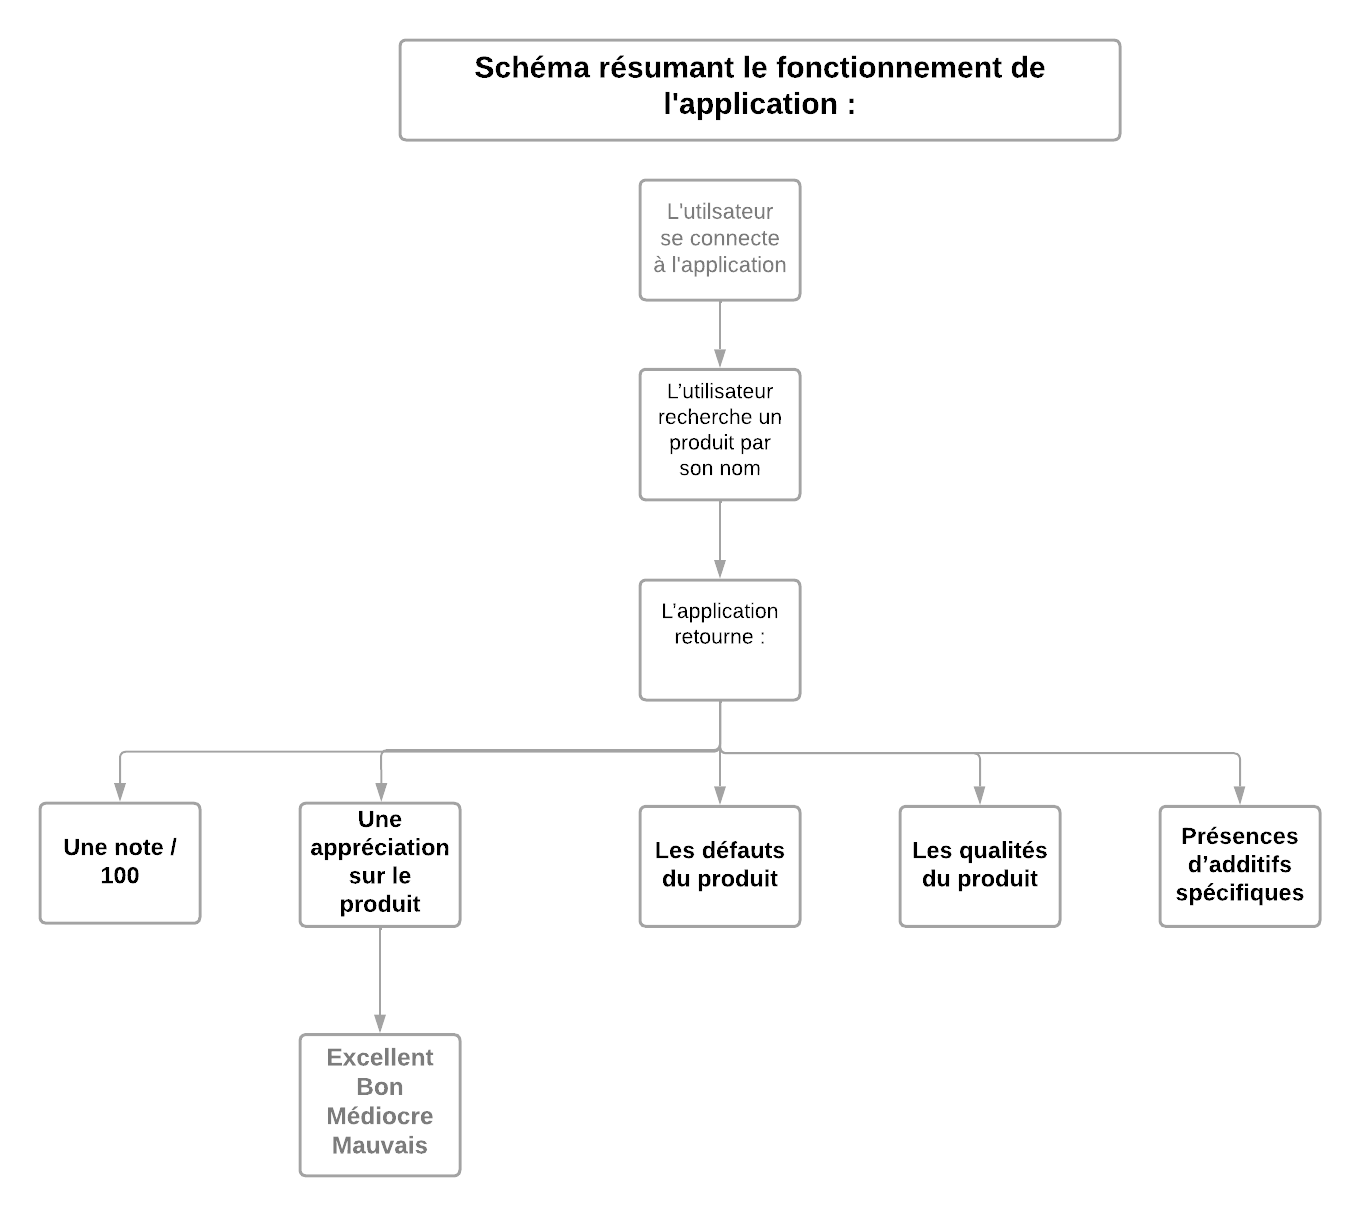 Schéma résumant le fonctionnement de
l'application :
L'utilsateur
se connecte
à l'application
L’utilisateur
recherche un
produit par
son nom
L’application
retourne :
Une note /
100
Une
appréciation
sur le
produit
Les défauts
du produit
Les qualités
du produit
Présences
d’additifs
spécifiques
Excellent
Bon
Médiocre
Mauvais